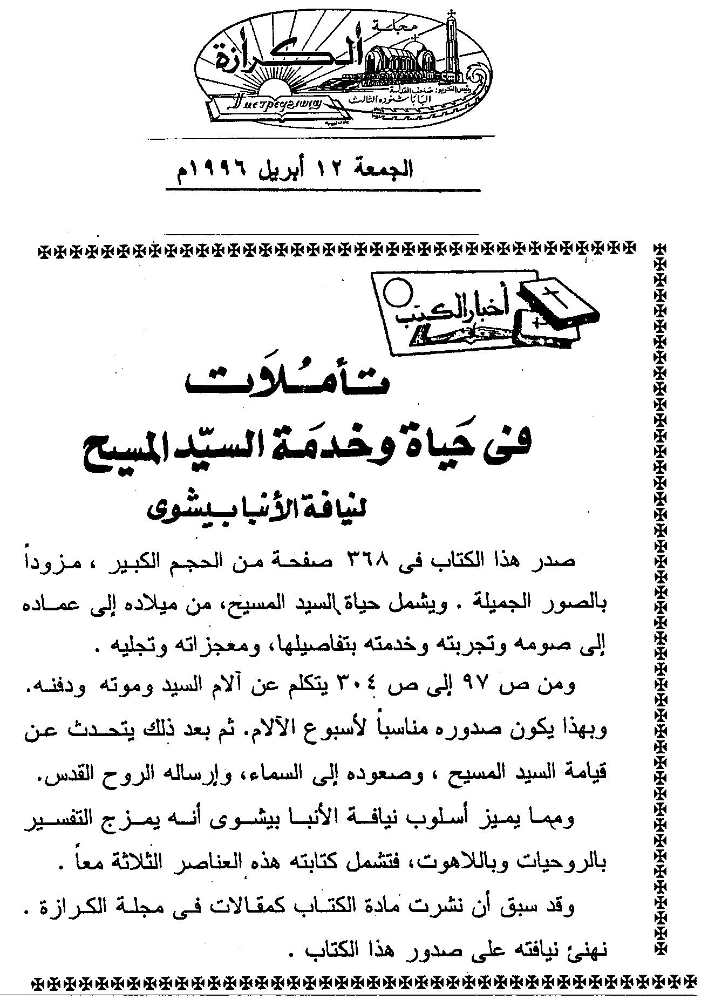 مجلة
الكرازة
رئيس التحرير: صاحب القداسة
البابا شنوده الثالث
الجمعة ١٢ أبريل ١٩٩٦م
أخبار الكتب
تأمُلاَت
فى حَياة وخدمَة السيّد المسيح
لنيافة الأنبا بيشوى
صدر هذا الكتاب فى ٣٦٨ صفحة من الحجم الكبير ، مزوداً
بالصور الجميلة . ويشمل حياة السيد المسيح، من ميلاده إلى عماده
إلى صومه وتجربته وخدمته بتفاصيلها، ومعجزاته وتجليه .
ومن ص ٩٧ إلى ص ٣٠٤ يتكلم عن آلام السيد وموته ودفنه.
وبهذا يكون صدوره مناسباً لأسبوع الآلام. ثم بعد ذلك يتحدث عن
قيامة السيد المسيح ، وصعوده إلى السماء، وإرساله الروح القدس.
ومما يميز أسلوب نيافة الأنبا بيشوى أنه يمزج التفسير
بالروحيات وباللاهوت، فتشمل كتابته هذه العناصر الثلاثة معاً .
وقد سبق أن نشرت مادة الكتاب كمقالات فى مجلة الكرازة .
نهنئ نيافته على صدور هذا الكتاب .